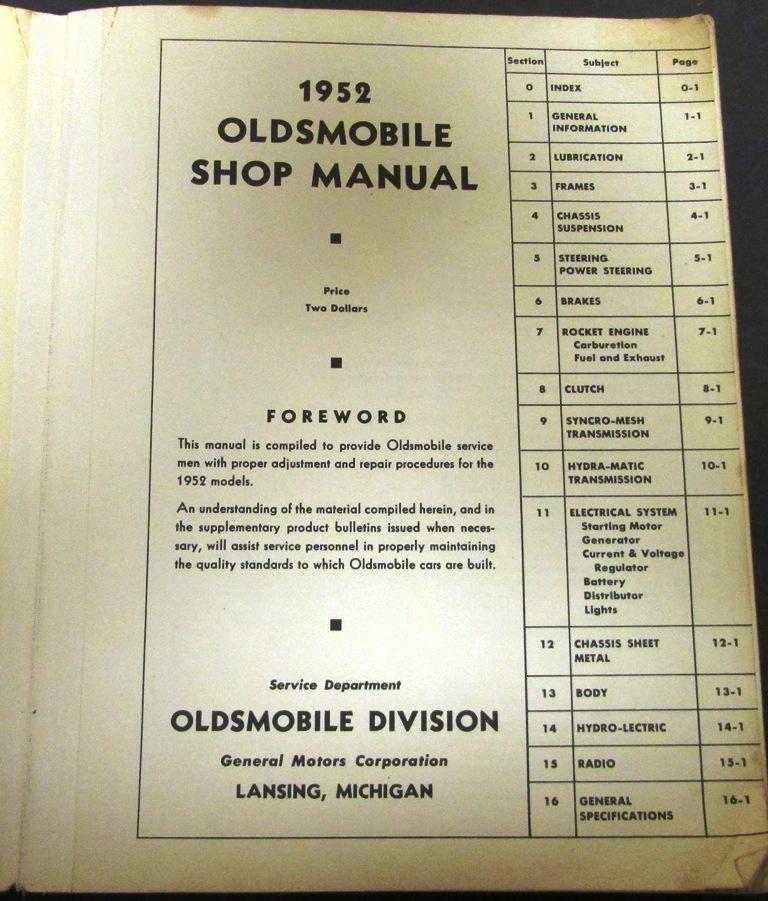 1952
OLDSMOBILE
SHOP MANUAL
Price
Two Dollars
FOREWORD
This manual is compiled to provide Oldsmobile service
men with proper adjustment and repair procedures for the
1952 models.
An understanding of the material compiled herein, and in
the supplementary product bulletins issued when neces-
sary, will assist service personnel in properly maintaining
the quality standards to which Oldsmobile cars are built.
Service Department
OLDSMOBILE DIVISION
General Motors Corporation
LANSING, MICHIGAN
Section Subject Page
0 INDEX 0-1
1 GENERAL 1-1
INFORMATION
2 LUBRICATION 2-1
3 FRAMES 3-1
4 CHASSIS 4-1
SUSPENSION
5 STEERING 5-1
POWER STEERING
6 BRAKES 6-1
7 ROCKET ENGINE 7-1
Carburetion
Fuel and Exhaust
8 CLUTCH 8-1
9 SYNCRO-MESH 9-1
TRANSMISSION
10 HYDRA-MATIC 10-1
TRANSMISSION
11 ELECTRICAL SYSTEM 11-1
Starting Motor
Generator
Current & Voltage
Regulator
Battery
Distributor
Lights
12 CHASSIS SHEET 12-1
METAL
13 BODY 13-1
14 HYDRO-LECTRIC 14-1
15 RADIO 15-1
16 GENERAL 16-1
SPECIFICATIONS